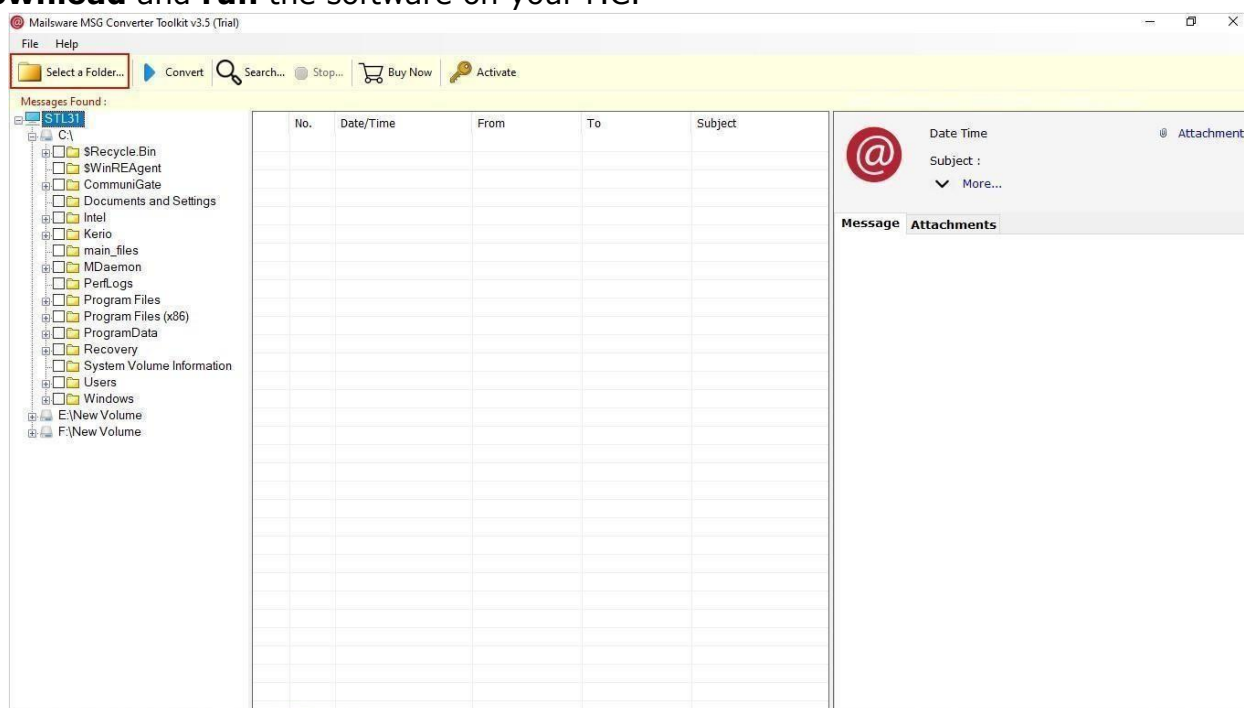 ownload and run the software on your PC.
Mailsware MSG Converter Toolkit v3.5 (Trial)
File Help
Select a Folder... Convert Search... Stop... Buy Now Activate
Messages Found :
STL31
C:\
$Recycle.Bin
$WinREAgent
CommuniGate
Documents and Settings
Intel
Kerio
main_files
MDaemon
PerfLogs
Program Files
Program Files (x86)
ProgramData
Recovery
System Volume Information
Users
Windows
E:\New Volume
F:\New Volume
No. Date/Time From To Subject
Date Time Attachment
Subject :
More...
Message Attachments